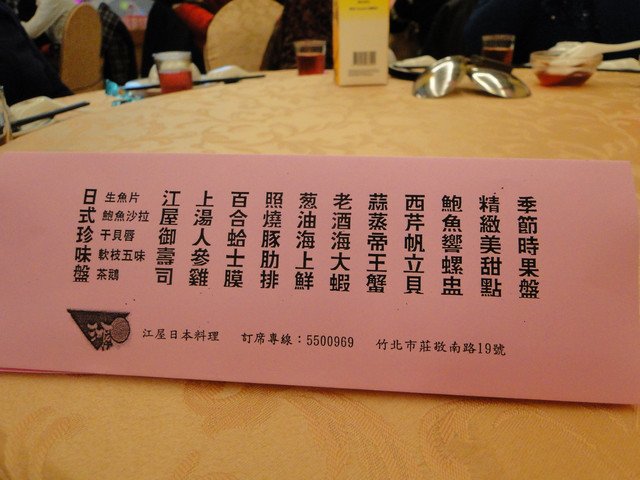 日式珍味盤
生魚片
鮑魚沙拉
干貝唇
軟枝五味
茶鵝
江屋御壽司
上湯人參雞
百合蛤士膜
照燒豚肋排
葱油海上鮮
老酒海大蝦
蒜蒸帝王蟹
西芹帆立貝
鮑魚響螺盅
精緻美甜點
季節時果盤
江屋日本料理 訂席專線：5500969 竹北市莊敬南路19號